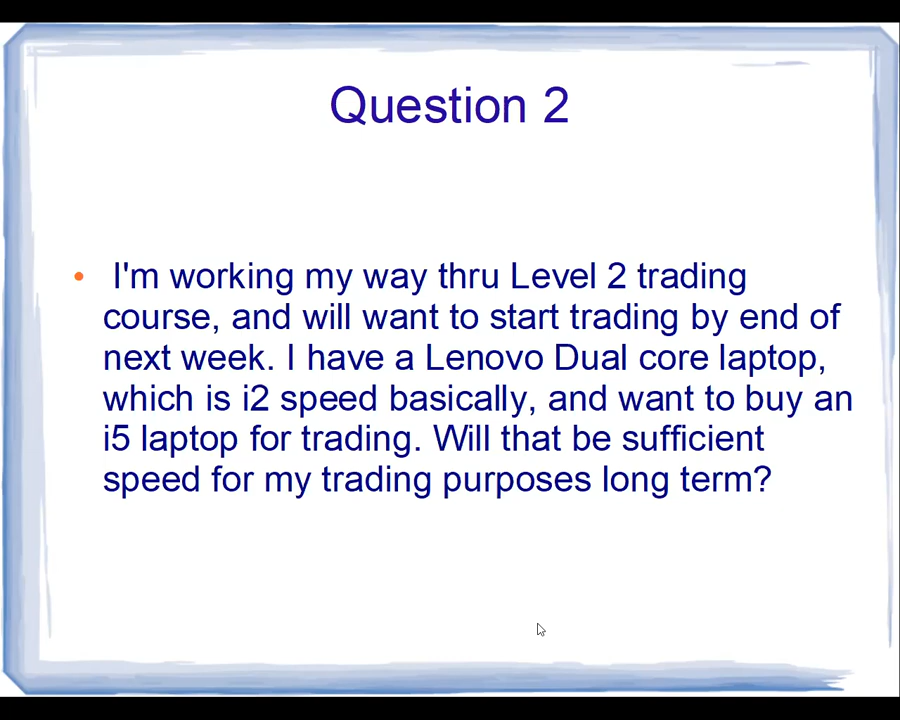 Question 2
I'm working my way thru Level 2 trading
course, and will want to start trading by end of
next week. I have a Lenovo Dual core laptop,
which is i2 speed basically, and want to buy an
i5 laptop for trading. Will that be sufficient
speed for my trading purposes long term?